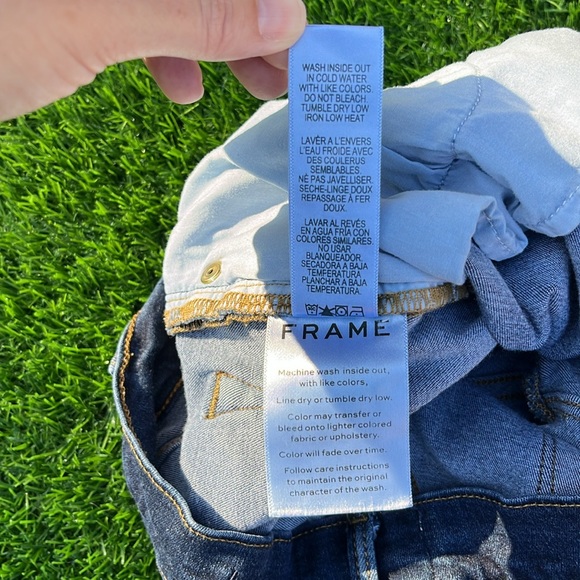 WASH INSIDE OUT
IN COLD WATER
WITH LIKE COLORS.
DO NOT BLEACH.
TUMBLE DRY LOW
IRON LOW HEAT
LAVÉR A L'ENVERS
L'EAU FROIDE AVEC
DES COULERUS
SEMBLABLES.
NÉ PAS JAVELLISER.
SECHE-LINGE DOUX
REPASSAGE À FER
DOUX.
LAVAR AL REVÉS
EN AGUA FRIA CON
COLORES SIMILARES.
NO USAR
BLANQUEADOR.
SECADORA A BAJA
TEMPERATURA
PLANCHAR A BAJA
TEMPERATURA.
FRAME
Machine wash inside out,
with like colors,
Line dry or tumble dry low.
Color may transfer or
bleed onto lighter colored
fabric or upholstery.
Color will fade over time.
Follow care instructions
to maintain the original
character of the wash.